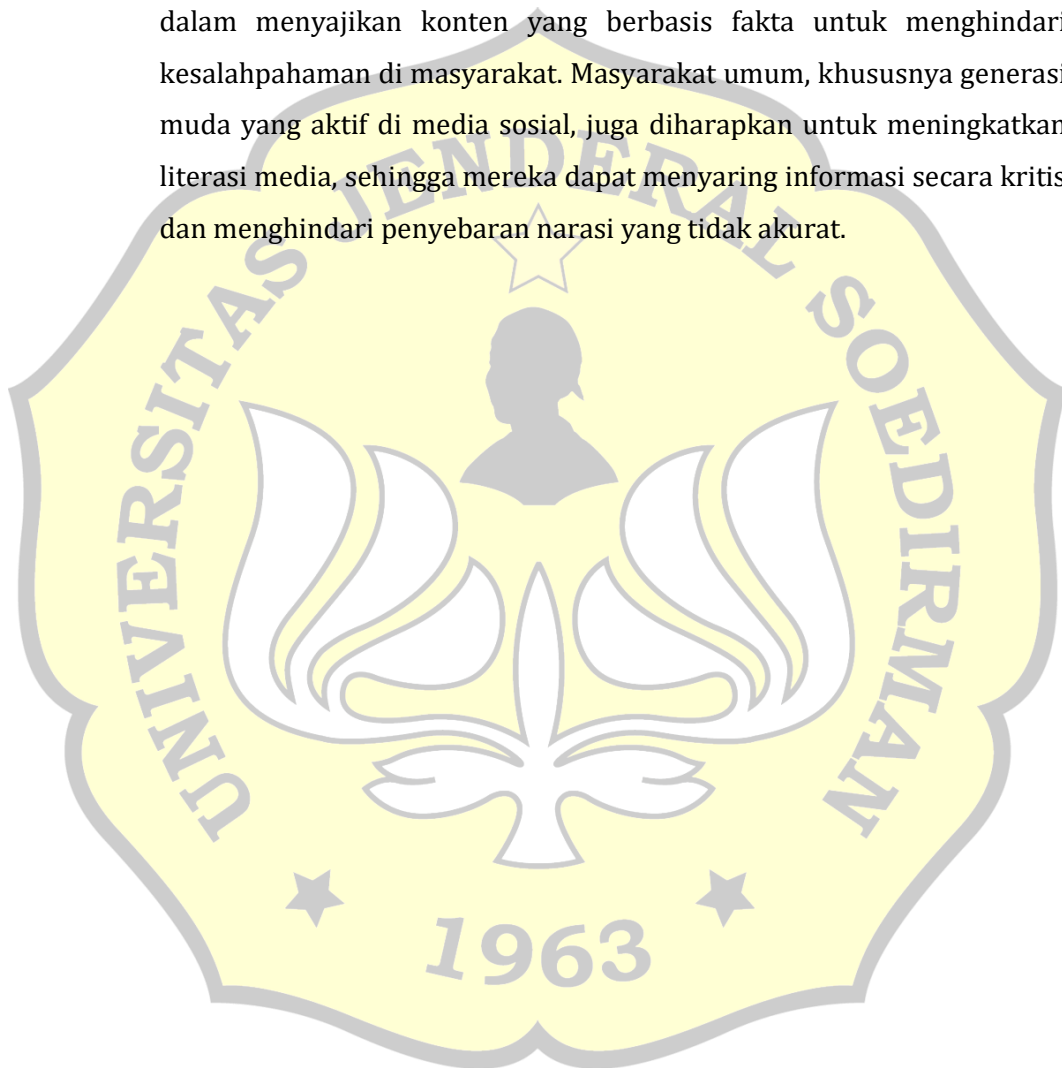 dalam menyajikan konten yang berbasis fakta untuk menghindari
kesalahpahaman di masyarakat. Masyarakat umum, khususnya generasi
muda yang aktif di media sosial, juga diharapkan untuk meningkatkan
literasi media, sehingga mereka dapat menyaring informasi secara kritis
dan menghindari penyebaran narasi yang tidak akurat.
UNIVERSITAS JENDERAL SOEDIRMAN
1963